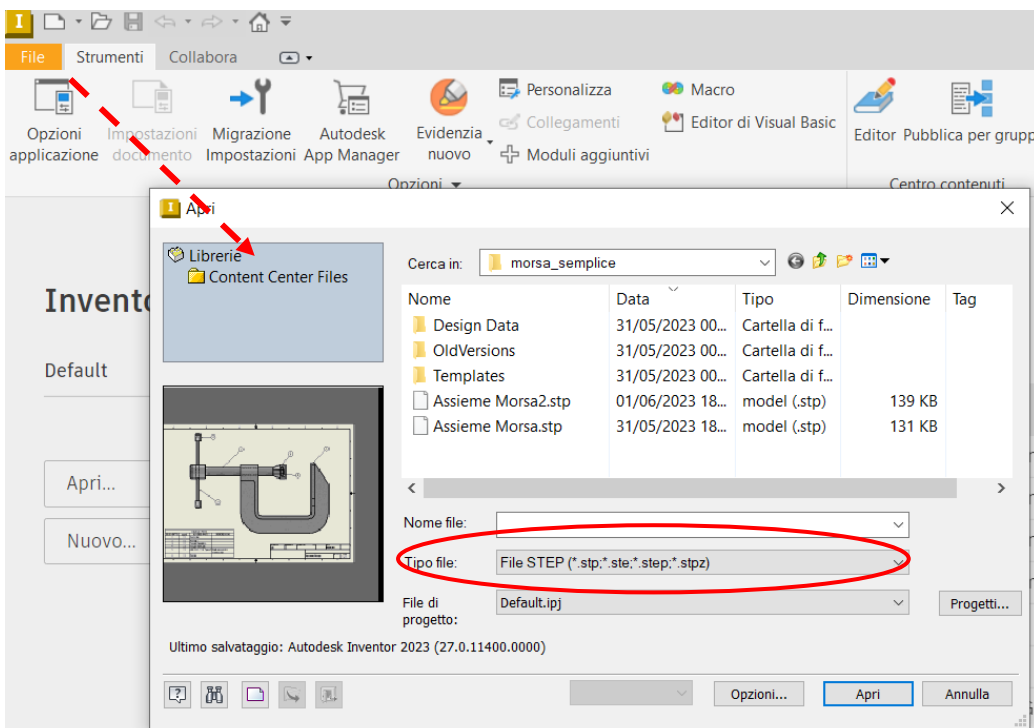 File Strumenti Collabora
Opzioni applicazione
Impostazioni documento
Migrazione Impostazioni
Autodesk App Manager
Evidenzia nuovo
Personalizza
Collegamenti
Moduli aggiuntivi
Macro
Editor di Visual Basic
Editor
Pubblica per grupp
Opzioni
Centro contenuti
Invento
Default
Apri...
Nuovo...
Apri
Librerie
Content Center Files
Cerca in: morsa_semplice
Nome Data Tipo Dimensione Tag
Design Data 31/05/2023 00... Cartella di f...
OldVersions 31/05/2023 00... Cartella di f...
Templates 31/05/2023 00... Cartella di f...
Assieme Morsa2.stp 01/06/2023 18... model (.stp) 139 KB
Assieme Morsa.stp 31/05/2023 18... model (.stp) 131 KB
Nome file:
Tipo file: File STEP (*.stp;*.ste;*.step;*.stpz)
File di progetto: Default.ipj
Progetti...
Ultimo salvataggio: Autodesk Inventor 2023 (27.0.11400.0000)
Opzioni... Apri Annulla